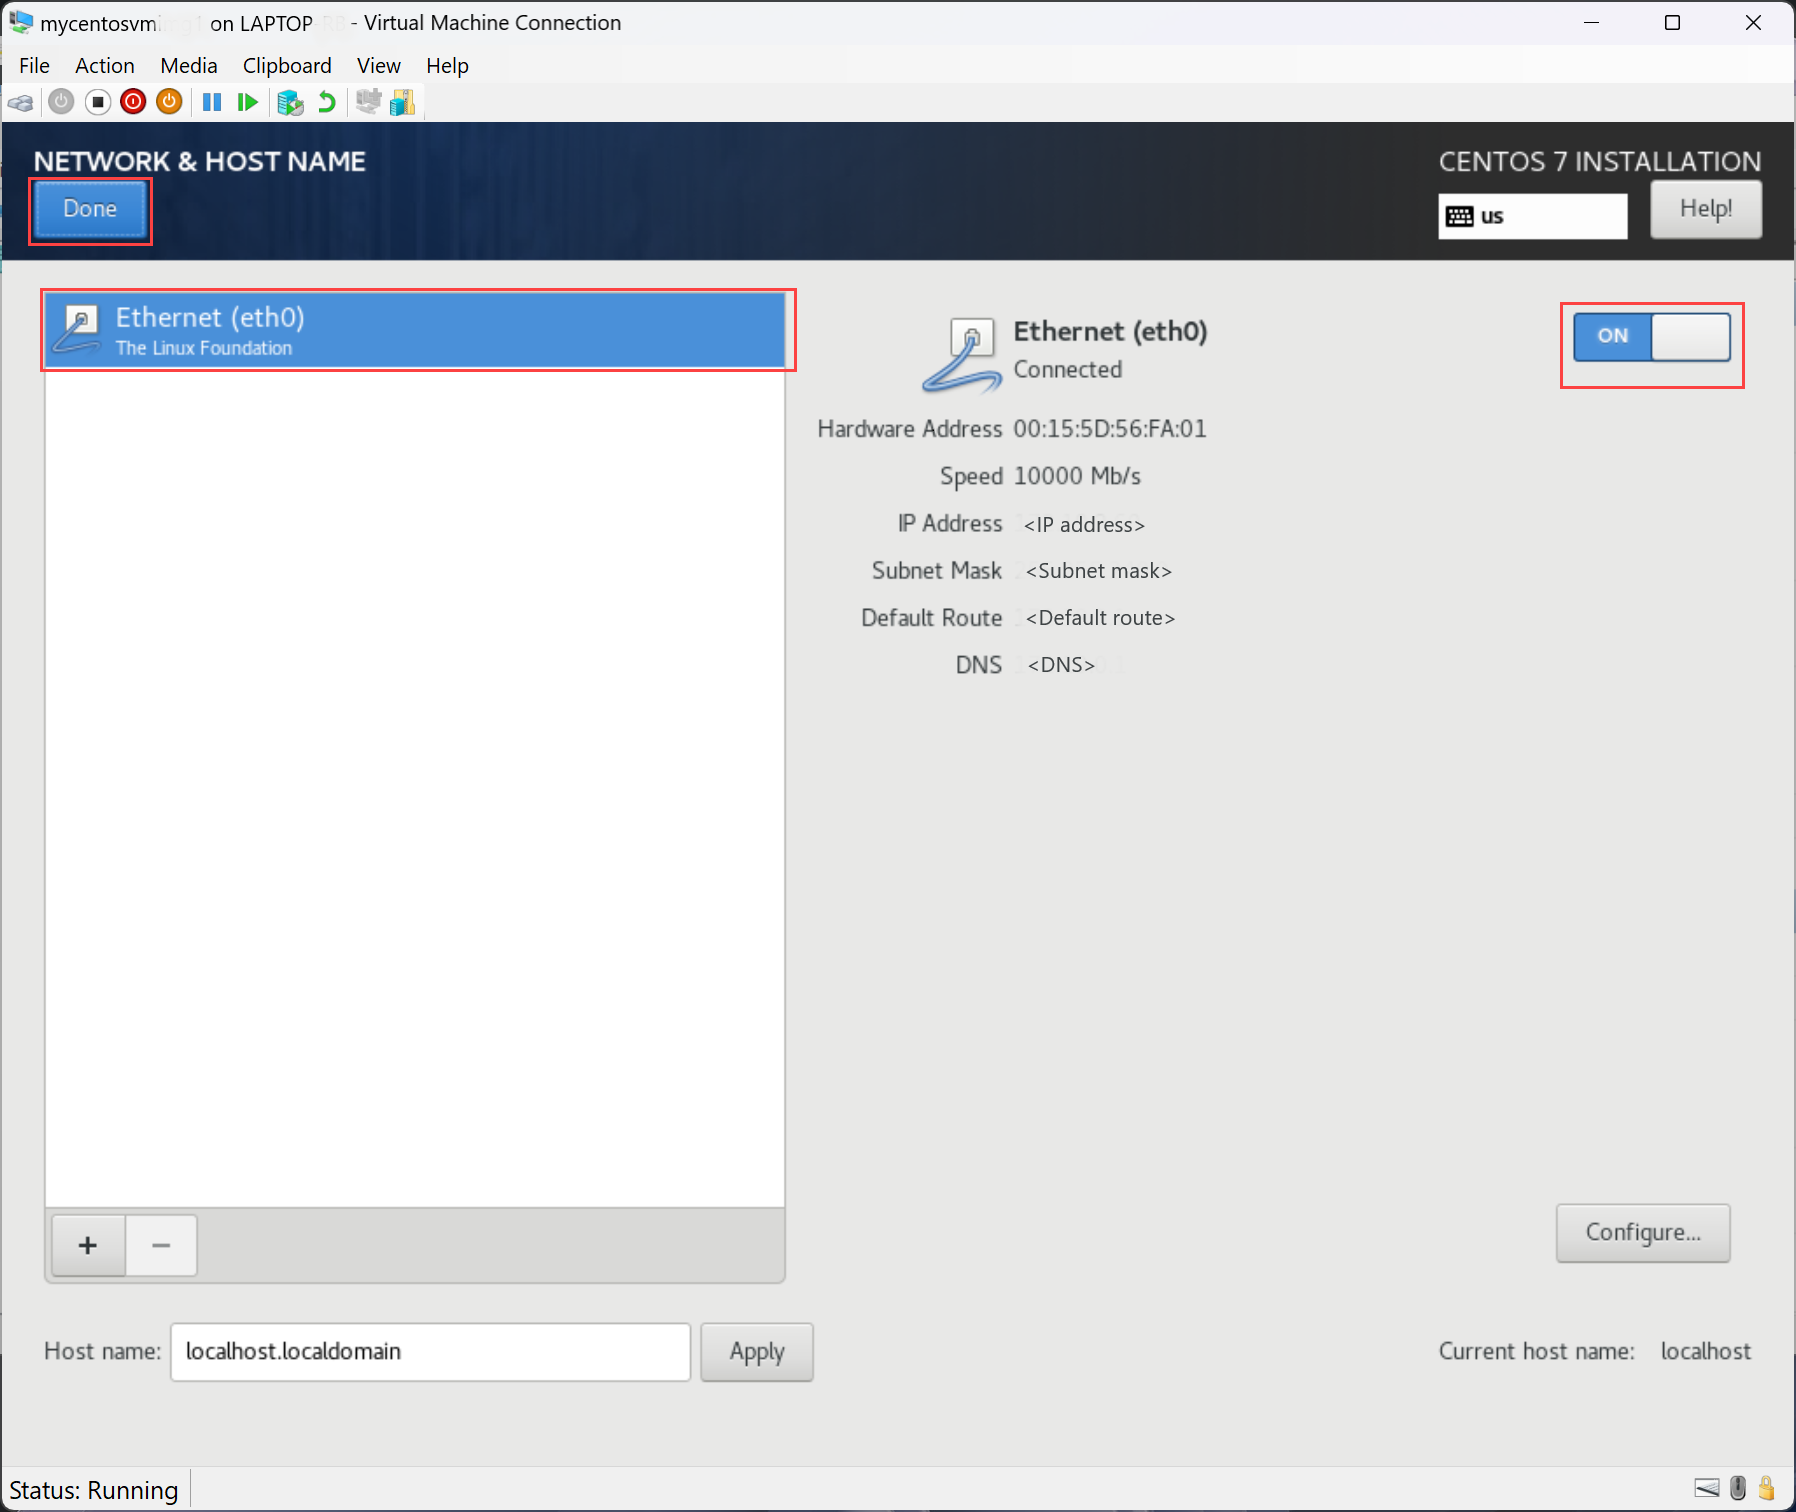 mycentosvmi on LAPTOP - Virtual Machine Connection
File Action Media Clipboard View Help
NETWORK & HOST NAME
CENTOS 7 INSTALLATION
Done
us
Help!
Ethernet (eth0)
The Linux Foundation
Ethernet (eth0)
Connected
ON
Hardware Address 00:15:5D:56:FA:01
Speed 10000 Mb/s
IP Address <IP address>
Subnet Mask <Subnet mask>
Default Route <Default route>
DNS <DNS>
+ −
Configure...
Host name: localhost.localdomain Apply
Current host name: localhost
Status: Running